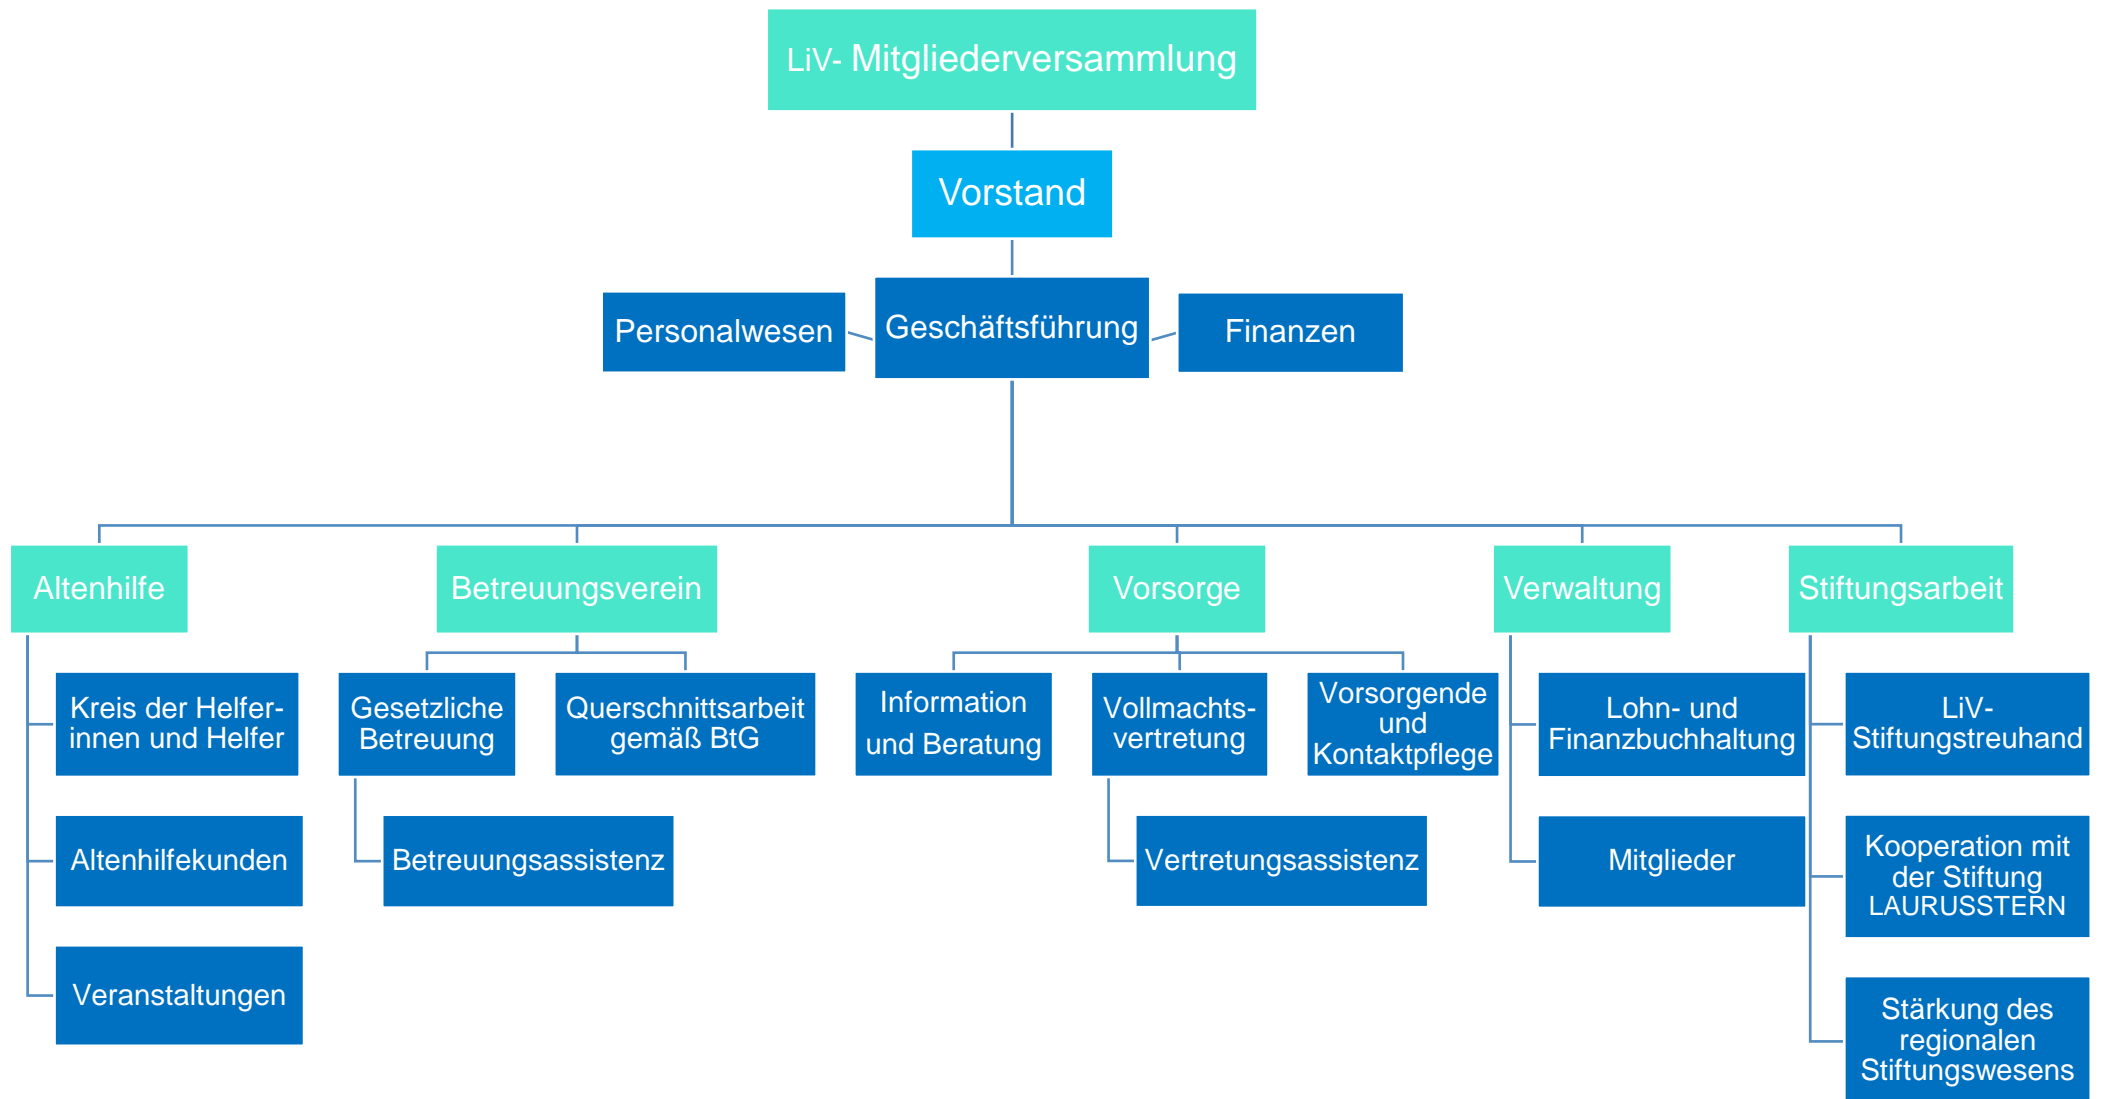 LiV- Mitgliederversammlung
Vorstand
Personalwesen
Geschäftsführung
Finanzen
Altenhilfe
Betreuungsverein
Vorsorge
Verwaltung
Stiftungsarbeit
Kreis der Helfer-
innen und Helfer
Gesetzliche
Betreuung
Querschnittsarbeit
gemäß BtG
Information
und Beratung
Vollmachts-
vertretung
Vorsorgende
und
Kontaktpflege
Lohn- und
Finanzbuchhaltung
LiV-
Stiftungstreuhand
Altenhilfekunden
Betreuungsassistenz
Vertretungsassistenz
Mitglieder
Kooperation mit
der Stiftung
LAURUSSTERN
Veranstaltungen
Stärkung des
regionalen
Stiftungswesens